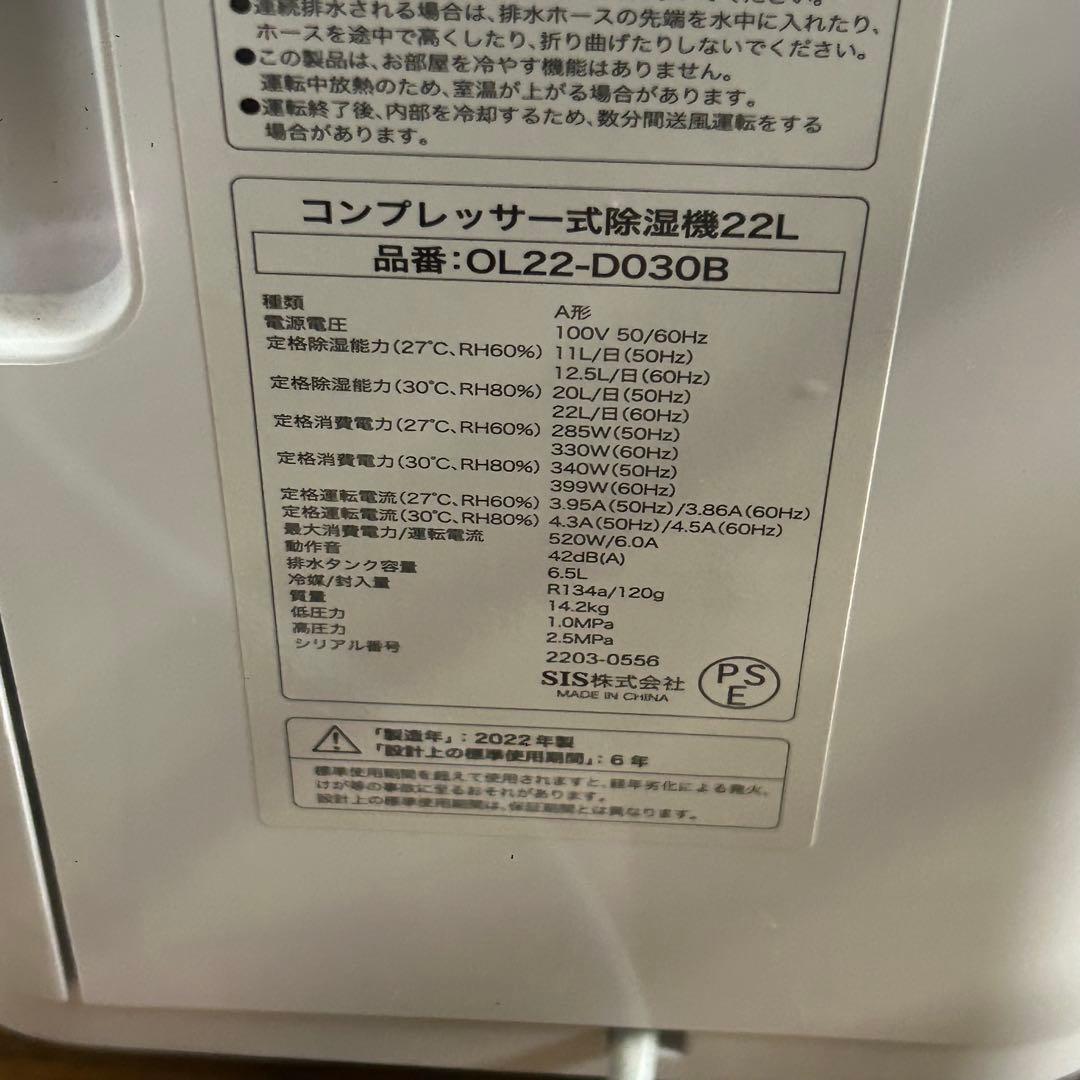 ●連続排水される場合は、排水ホースの先端を水中に入れたり、
ホースを途中で高くしたり、折り曲げたりしないでください。
●この製品は、お部屋を冷やす機能はありません。
運転中放熱のため、室温が上がる場合があります。
●運転終了後、内部を冷却するため、数分間送風運転をする
場合があります。
コンプレッサー式除湿機22L
品番:OL22-D030B
種類 A形
電源電圧 100V 50/60Hz
定格除湿能力(27℃、RH60%) 11L/日(50Hz)
12.5L/日(60Hz)
定格除湿能力(30℃、RH80%) 20L/日(50Hz)
22L/日(60Hz)
定格消費電力(27℃、RH60%) 285W(50Hz)
330W(60Hz)
定格消費電力(30℃、RH80%) 340W(50Hz)
399W(60Hz)
定格運転電流(27℃、RH60%) 3.95A(50Hz)/3.86A(60Hz)
定格運転電流(30℃、RH80%) 4.3A(50Hz)/4.5A(60Hz)
最大消費電力/運転電流 520W/6.0A
動作音 42dB(A)
排水タンク容量 6.5L
冷媒/封入量 R134a/120g
質量 14.2kg
低圧力 1.0MPa
高圧力 2.5MPa
シリアル番号 2203-0556
SIS株式会社
MADE IN CHINA
PSE
「製造年」:2022年製
「設計上の標準使用期間」:6年
標準使用期間を超えて使用されますと、経年劣化による発火、
けが等の事故に至るおそれがあります。
設計上の標準使用期間は、保証期間とは異なります。